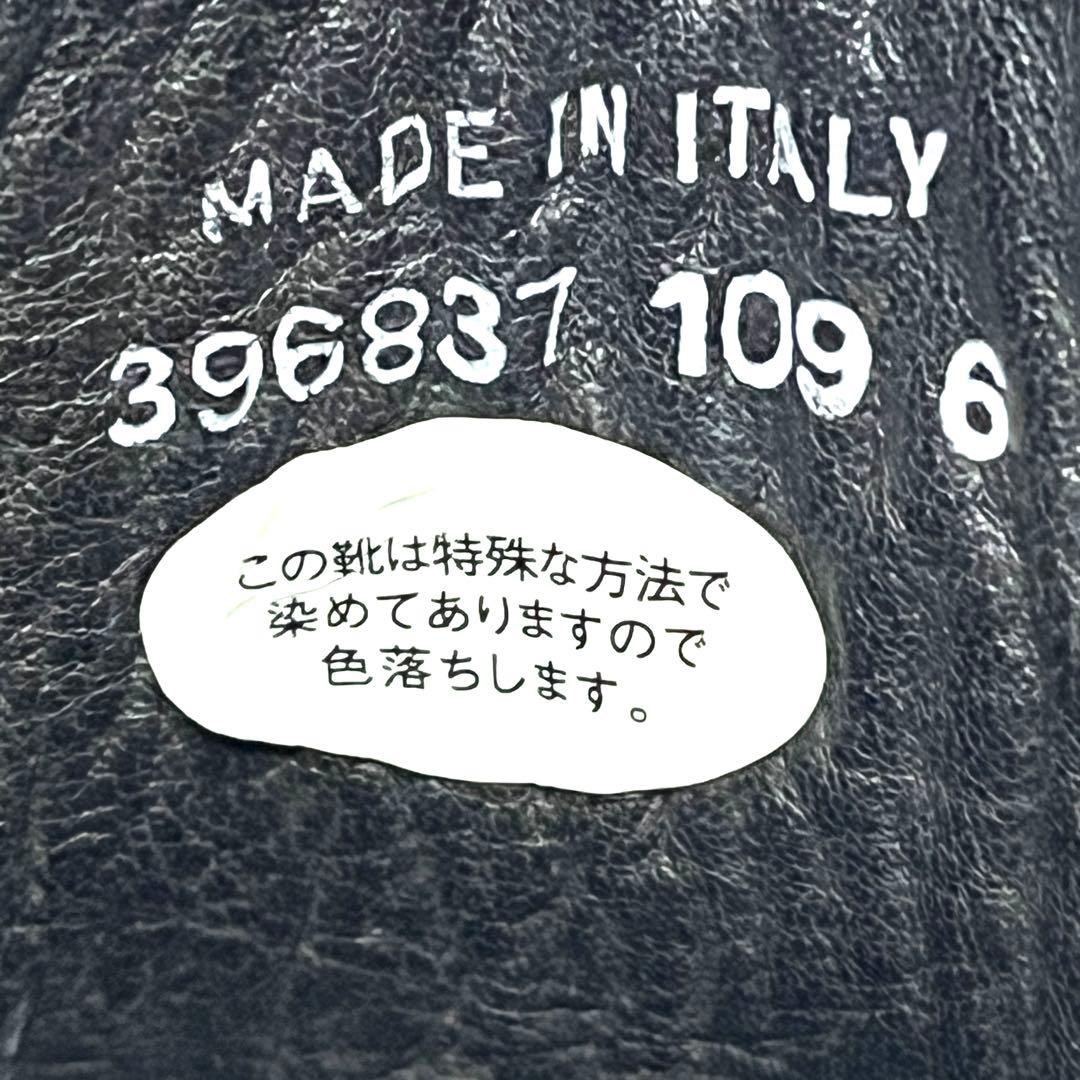 MADE IN ITALY
396837 109 6
この靴は特殊な方法で
染めてありますので
色落ちします。